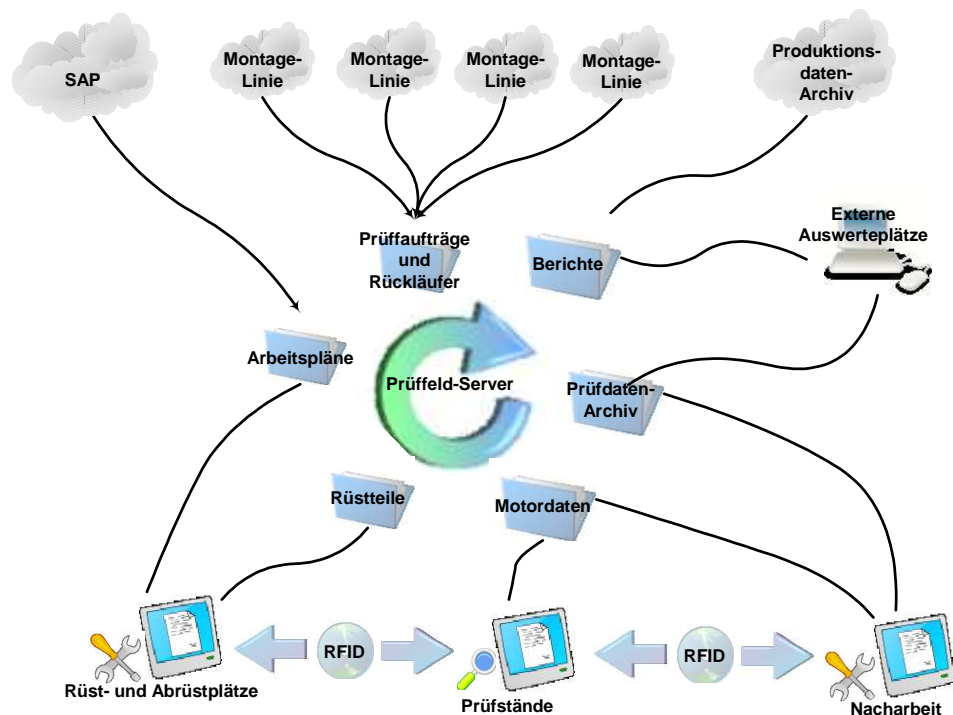 SAP
Montage-
Linie
Montage-
Linie
Montage-
Linie
Montage-
Linie
Produktions-
daten-
Archiv
Prüffaufträge
und
Rückläufer
Berichte
Externe
Auswerteplätze
Arbeitspläne
Prüffeld-Server
Prüfdaten-
Archiv
Rüstteile
Motordaten
RFID
RFID
Rüst- und Abrüstplätze
Prüfstände
Nacharbeit